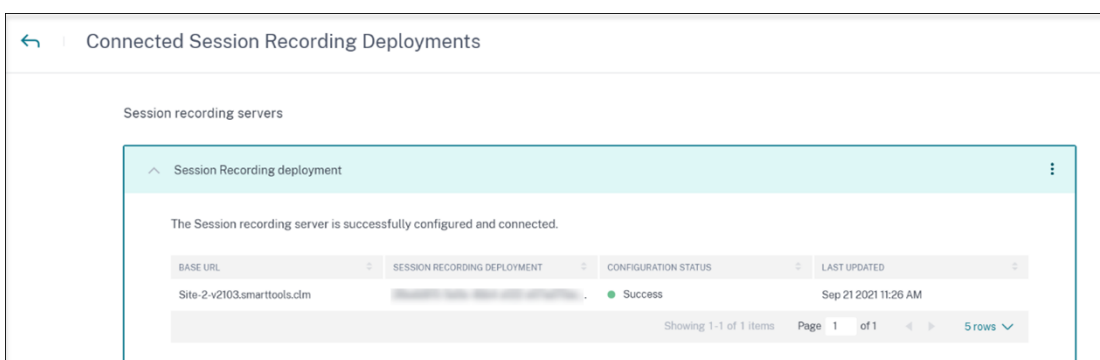 Connected Session Recording Deployments
Session recording servers
Session Recording deployment
The Session recording server is successfully configured and connected.
BASE URL SESSION RECORDING DEPLOYMENT CONFIGURATION STATUS LAST UPDATED
Site-2-v2103.smarttools.clm . Success Sep 21 2021 11:26 AM
Showing 1-1 of 1 items Page 1 of 1 5 rows